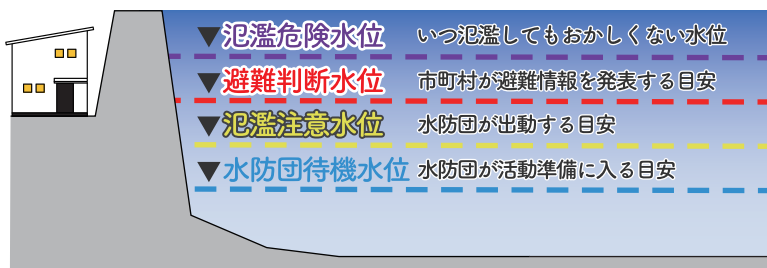 ▼氾濫危険水位 いつ氾濫してもおかしくない水位
▼避難判断水位 市町村が避難情報を発表する目安
▼氾濫注意水位 水防団が出動する目安
▼水防団待機水位 水防団が活動準備に入る目安